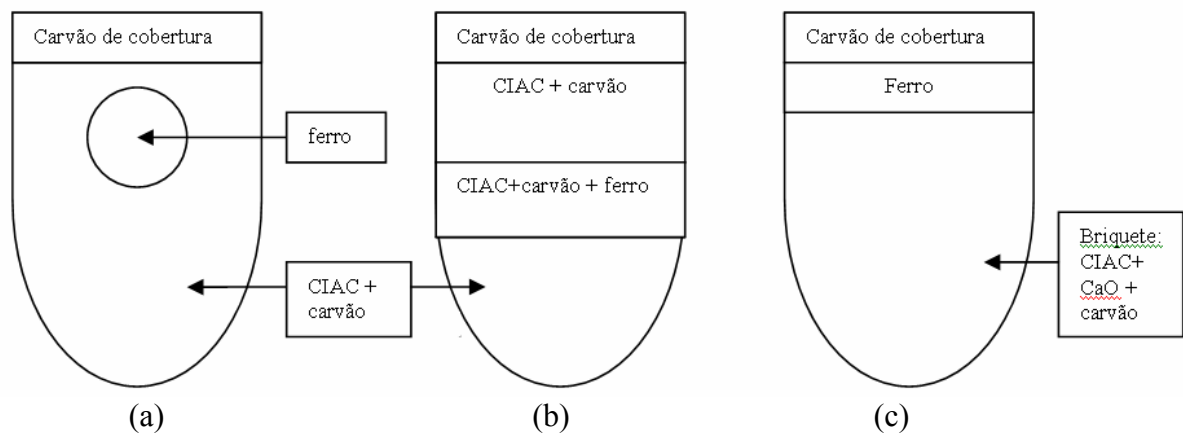 Carvão de cobertura
ferro
CIAC +
carvão
(a)
Carvão de cobertura
CIAC + carvão
CIAC+carvão + ferro
(b)
Carvão de cobertura
Ferro
Briquete:
CIAC+
CaO +
carvão
(c)